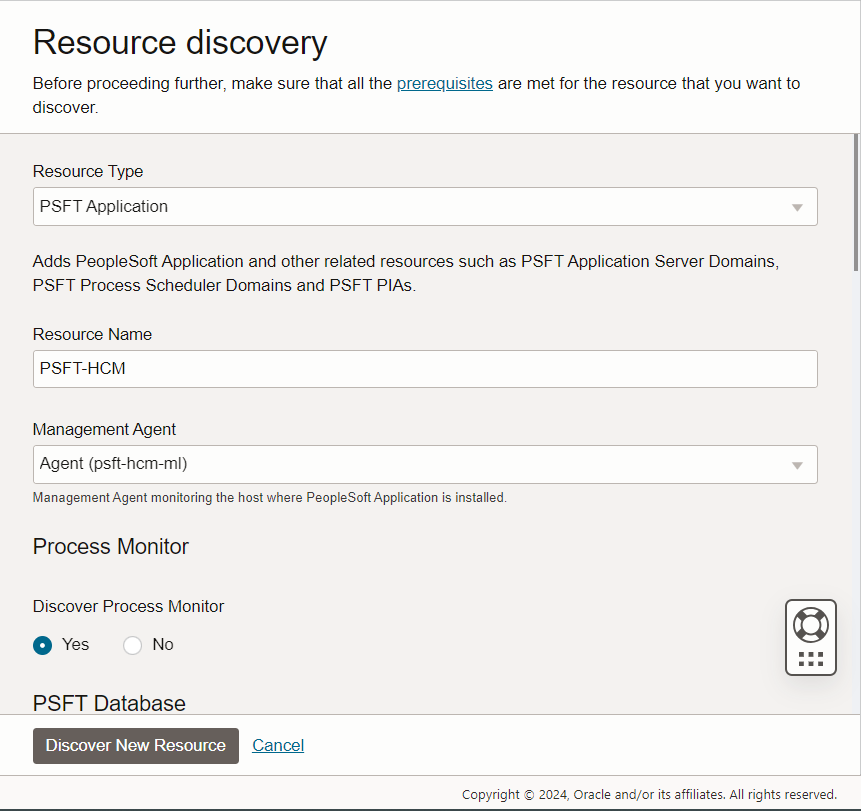 Resource discovery
Before proceeding further, make sure that all the prerequisites are met for the resource that you want to
discover.
Resource Type
PSFT Application
Adds PeopleSoft Application and other related resources such as PSFT Application Server Domains,
PSFT Process Scheduler Domains and PSFT PIAs.
Resource Name
PSFT-HCM
Management Agent
Agent (psft-hcm-ml)
Management Agent monitoring the host where PeopleSoft Application is installed.
Process Monitor
Discover Process Monitor
Yes No
PSFT Database
Discover New Resource Cancel
Copyright © 2024, Oracle and/or its affiliates. All rights reserved.